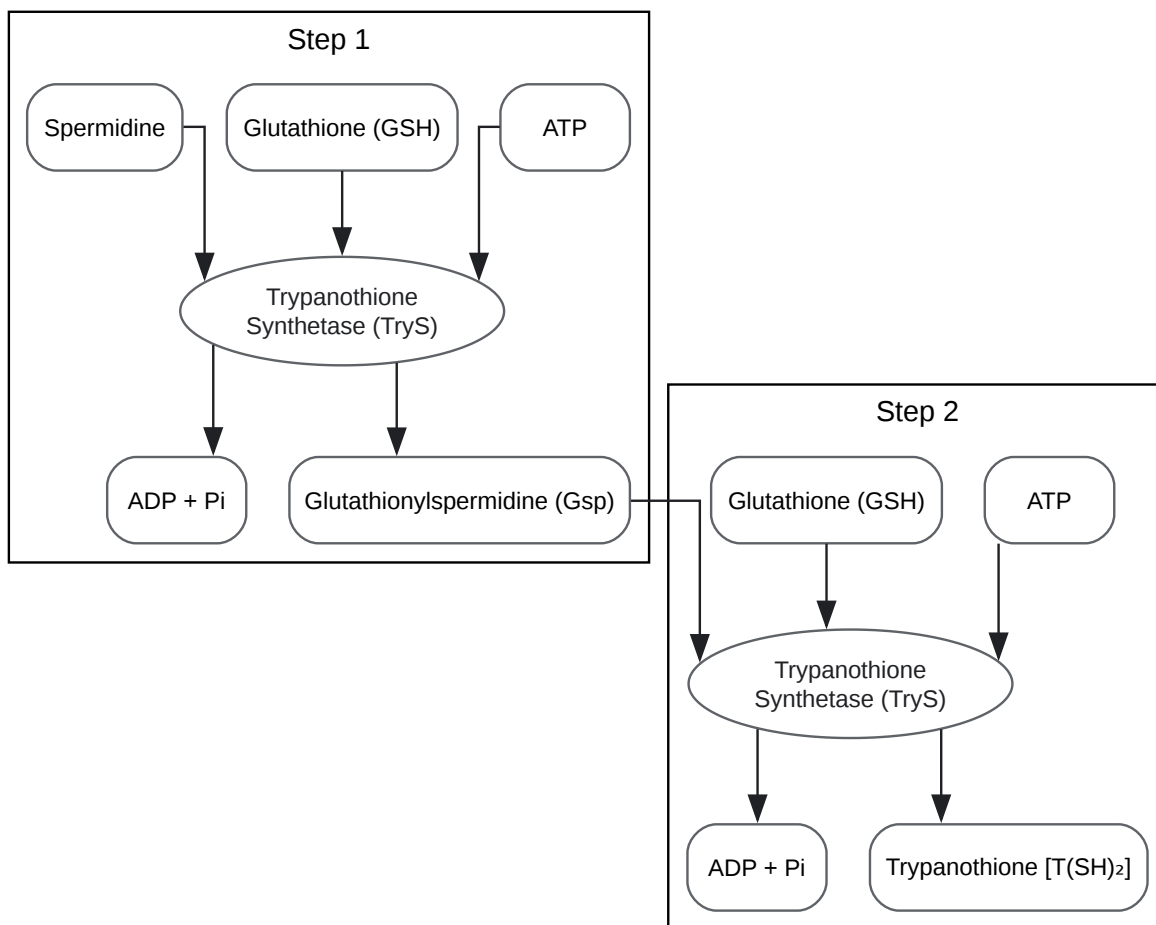 Step 1
Spermidine
Glutathione (GSH)
ATP
Trypanothione
Synthetase (TryS)
ADP + Pi
Glutathionylspermidine (Gsp)
Step 2
Glutathione (GSH)
ATP
Trypanothione
Synthetase (TryS)
ADP + Pi
Trypanothione [T(SH)₂]